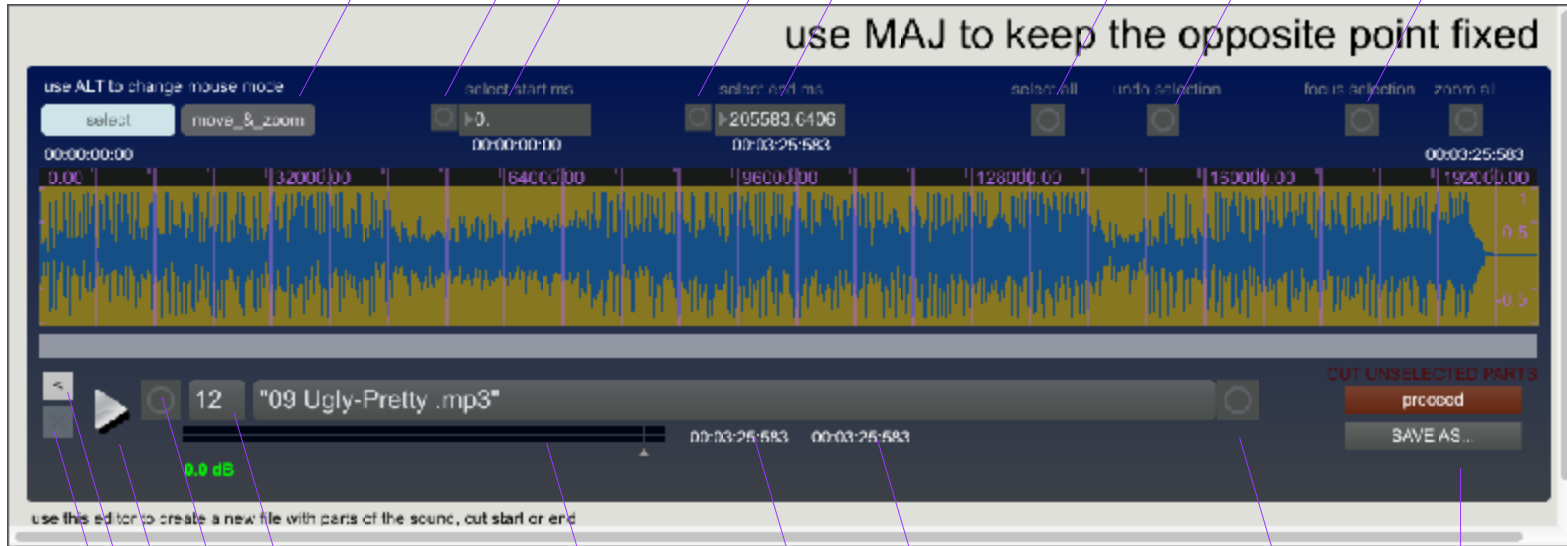 use MAJ to keep the opposite point fixed
use ALT to change mouse mode
select start ms
select end ms
select all
undo selection
focus selection
zoom all
select
move_&_zoom
0.
205583.6406
00:00:00:00
00:00:00:00
00:03:25:583
00:03:25:583
0.00
32000.00
64000.00
96000.00
128000.00
160000.00
192000.00
1
0.5
-0.5
CUT UNSELECTED PARTS
<
12
"09 Ugly-Pretty .mp3"
proceed
00:03:25:583
00:03:25:583
SAVE AS...
0.0 dB
use this editor to create a new file with parts of the sound, cut start or end